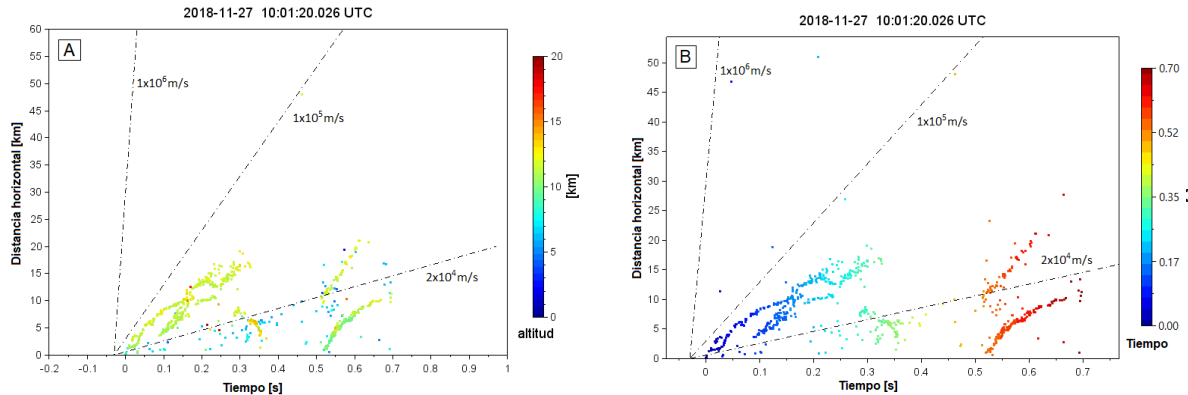 2018-11-27 10:01:20.026 UTC
A
1x10⁶m/s
1x10⁵m/s
2x10⁴m/s
Distancia horizontal [km]
60
55
50
45
40
35
30
25
20
15
10
5
0
-0.2 -0.1 0 0.1 0.2 0.3 0.4 0.5 0.6 0.7 0.8 0.9 1
Tiempo [s]
20
15
10
5
0
[km]
altitud
2018-11-27 10:01:20.026 UTC
B
1x10⁶m/s
1x10⁵m/s
2x10⁴m/s
Distancia horizontal [km]
50
45
40
35
30
25
20
15
10
5
0
0 0.1 0.2 0.3 0.4 0.5 0.6 0.7
Tiempo [s]
0.70
0.52
0.35
0.17
0.00
Tiempo